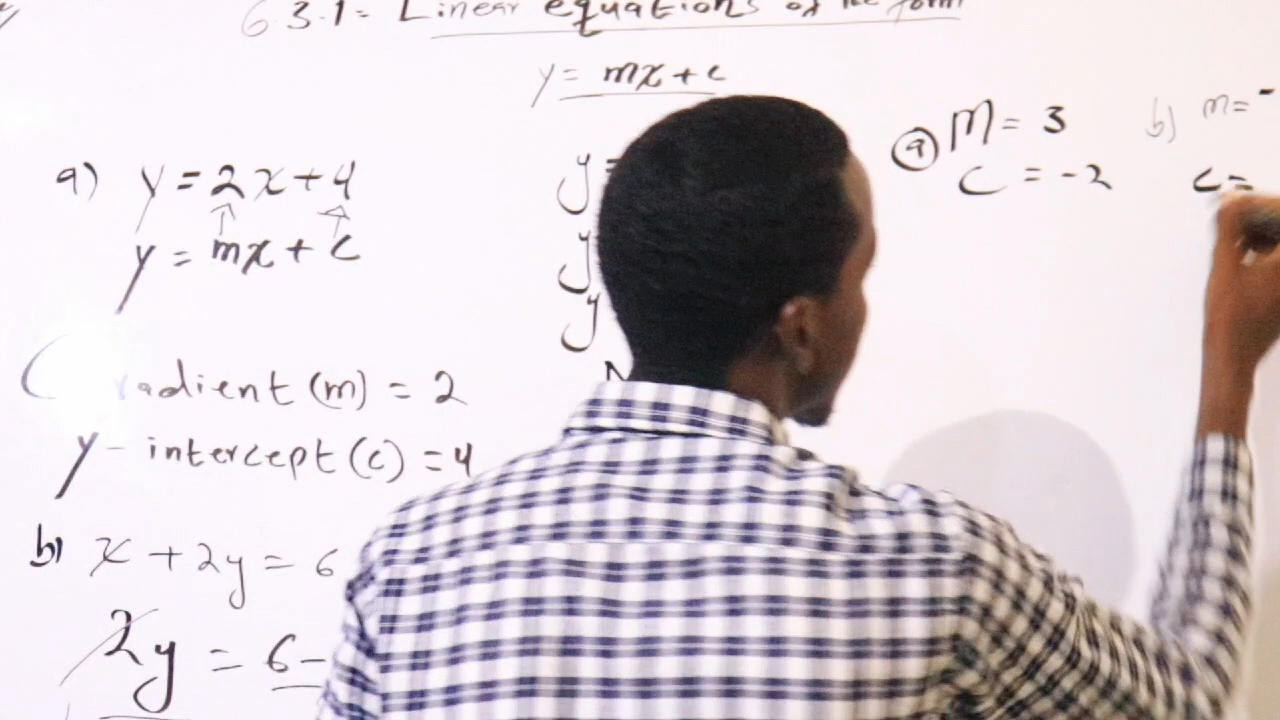 6.3.1= Linear equations of the form
y = mx + c
a) y = 2x + 4
y = mx + c
Gradient (m) = 2
y - intercept (c) = 4
b) x + 2y = 6
2y = 6 -
y =
y
y
(a) M = 3
C = -2
b) m = -
c =